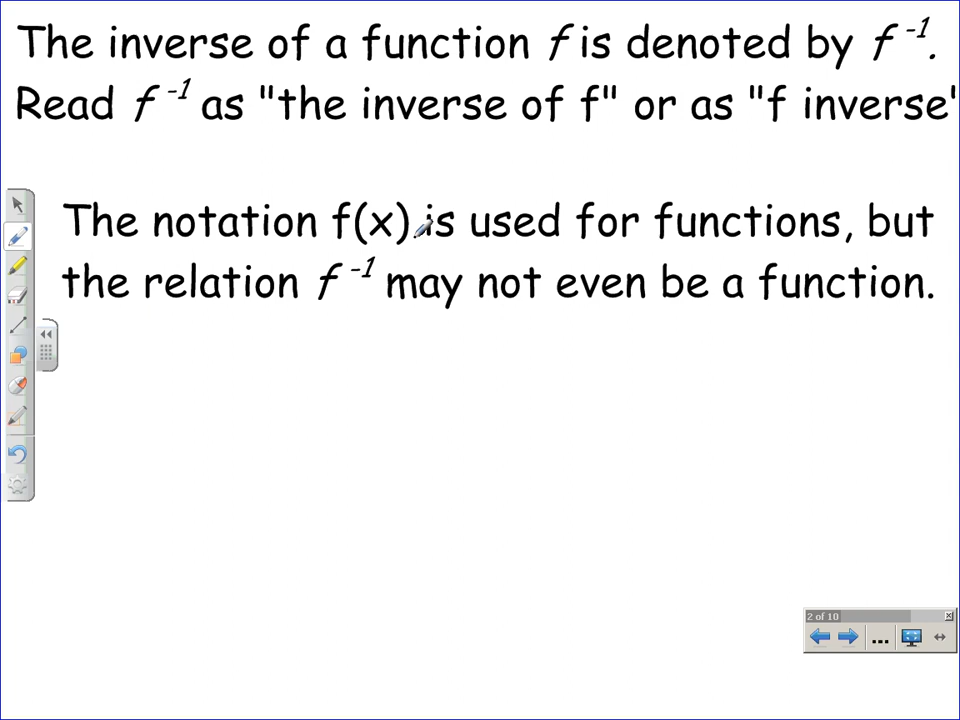 The inverse of a function f is denoted by f ⁻¹.
Read f ⁻¹ as "the inverse of f" or as "f inverse"
The notation f(x) is used for functions, but
the relation f ⁻¹ may not even be a function.
2 of 10
...